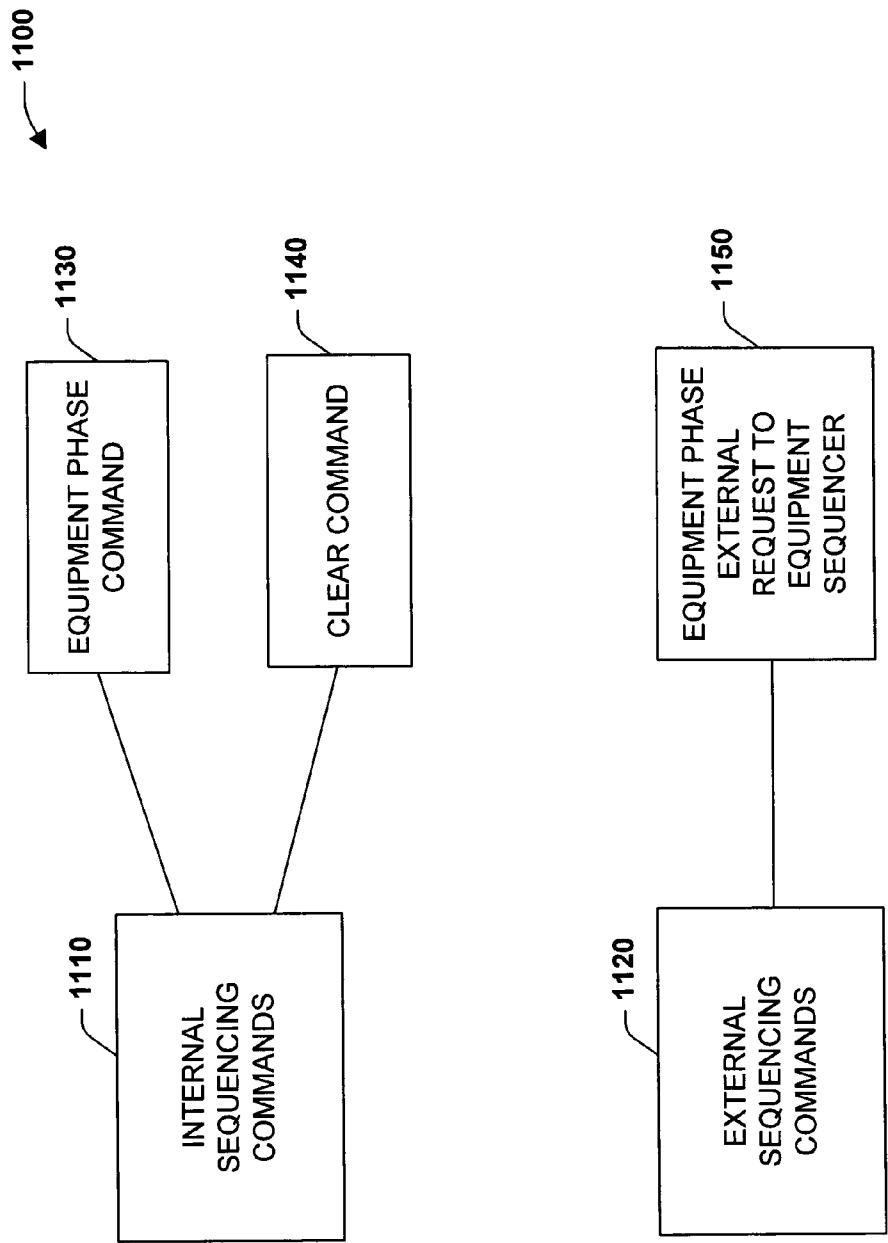 1100
1130
EQUIPMENT PHASE
COMMAND
1140
CLEAR COMMAND
1110
INTERNAL
SEQUENCING
COMMANDS
1150
EQUIPMENT PHASE
EXTERNAL
REQUEST TO
EQUIPMENT
SEQUENCER
1120
EXTERNAL
SEQUENCING
COMMANDS